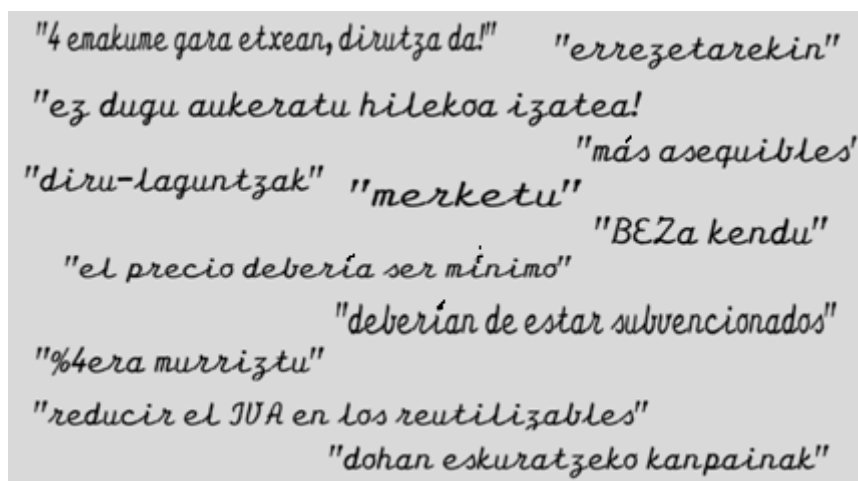 "4 emakume gara etxean, dirutza da!"
"errezetarekin"
"ez dugu aukeratu hilekoa izatea!
"más asequibles"
"diru-laguntzak"
"merketu"
"BEZa kendu"
"el precio debería ser mínimo"
"deberían de estar subvencionados"
"%4era murriztu"
"reducir el IVA en los reutilizables"
"dohan eskuratzeko kanpainak"